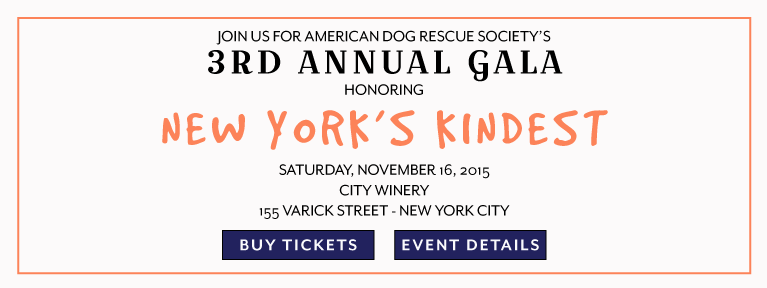 JOIN US FOR AMERICAN DOG RESCUE SOCIETY'S
3RD ANNUAL GALA
HONORING
NEW YORK'S KINDEST
SATURDAY, NOVEMBER 16, 2015
CITY WINERY
155 VARICK STREET - NEW YORK CITY
BUY TICKETS EVENT DETAILS